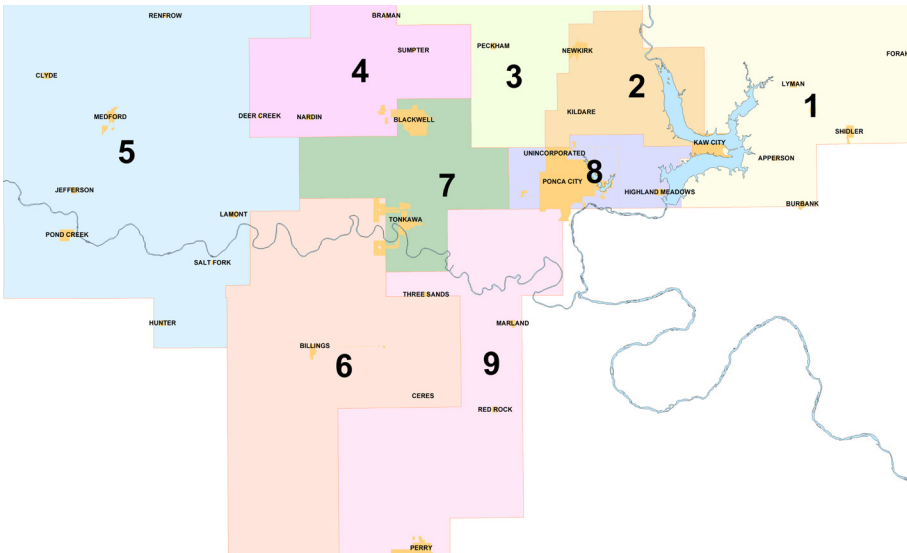 RENFROW
BRAMAN
SUMPTER
PECKHAM
NEWKIRK
FORAK
CLYDE
4
3
2
LYMAN
1
MEDFORD
DEER CREEK
NARDIN
BLACKWELL
KILDARE
SHIDLER
5
KAW CITY
UNINCORPORATED
APPERSON
8
7
PONCA CITY
JEFFERSON
HIGHLAND MEADOWS
BURBANK
LAMONT
TONKAWA
POND CREEK
SALT FORK
THREE SANDS
HUNTER
MARLAND
BILLINGS
6
9
CERES
RED ROCK
PERRY